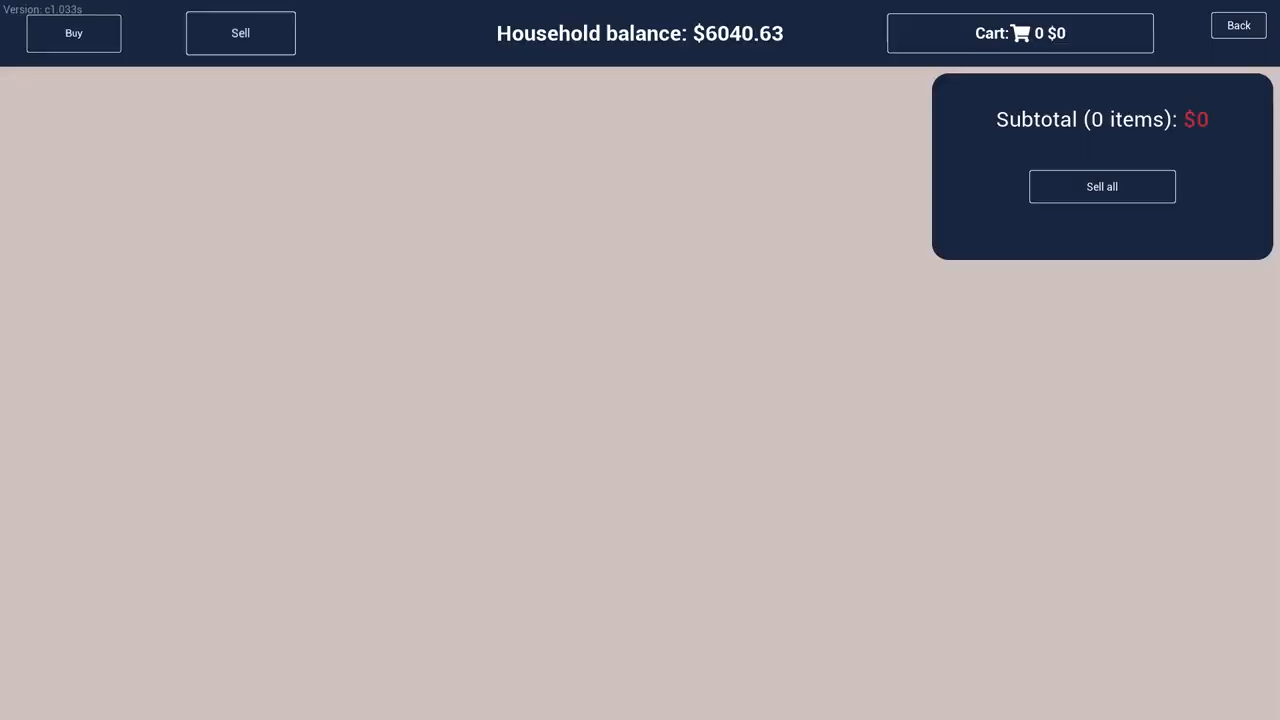 Version: c1.033s
Buy
Sell
Household balance: $6040.63
Cart: 0 $0
Back
Subtotal (0 items): $0
Sell all